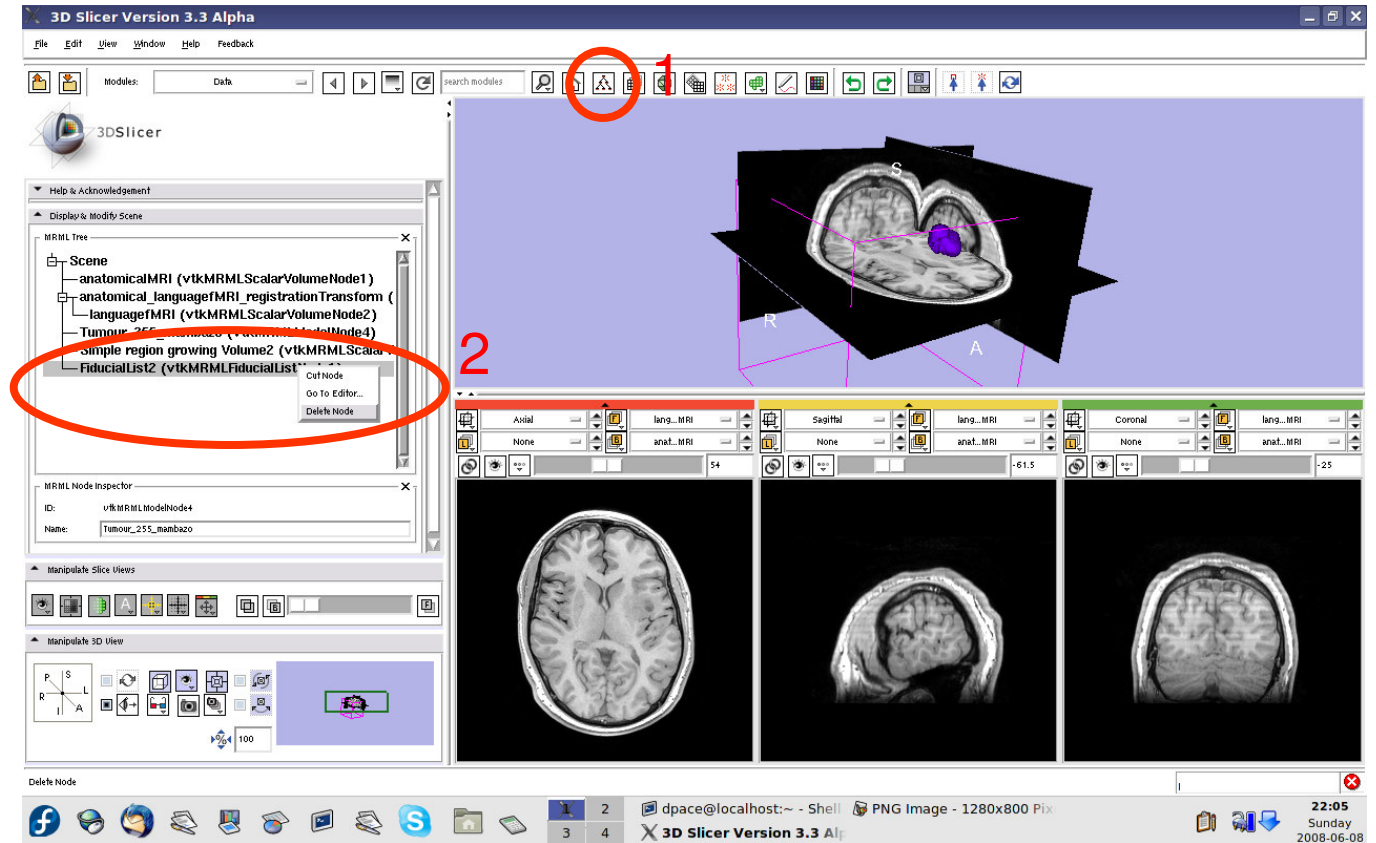 3D Slicer Version 3.3 Alpha
File Edit View Window Help Feedback
1
Modules: Data search modules
3DSlicer
Help & Acknowledgement
Display & Modify Scene
MRML Tree
Scene
anatomicalMRI (vtkMRMLScalarVolumeNode1)
anatomical_languagefMRI_registrationTransform (
languagefMRI (vtkMRMLScalarVolumeNode2)
Tumour_255_mambazo (vtkMRMLModelNode4)
Simple region growing Volume2 (vtkMRMLScalar
FiducialList2 (vtkMRMLFiducialList
Cut Node
Go To Editor...
Delete Node
2
S
R
A
MRML Node Inspector
ID: vtkMRMLModelNode4
Name: Tumour_255_mambazo
Manipulate Slice Views
A
B F
Manipulate 3D View
P S
R L
I A
% 100
Axial F lang...MRI Sagittal F lang...MRI Coronal F lang...MRI
L None B anat...MRI L None B anat...MRI L None B anat...MRI
54 -61.5 -25
Delete Node
1 2 dpace@localhost:~ - Shell PNG Image - 1280x800 Pix
3 4 3D Slicer Version 3.3 Alp
22:05
Sunday
2008-06-08